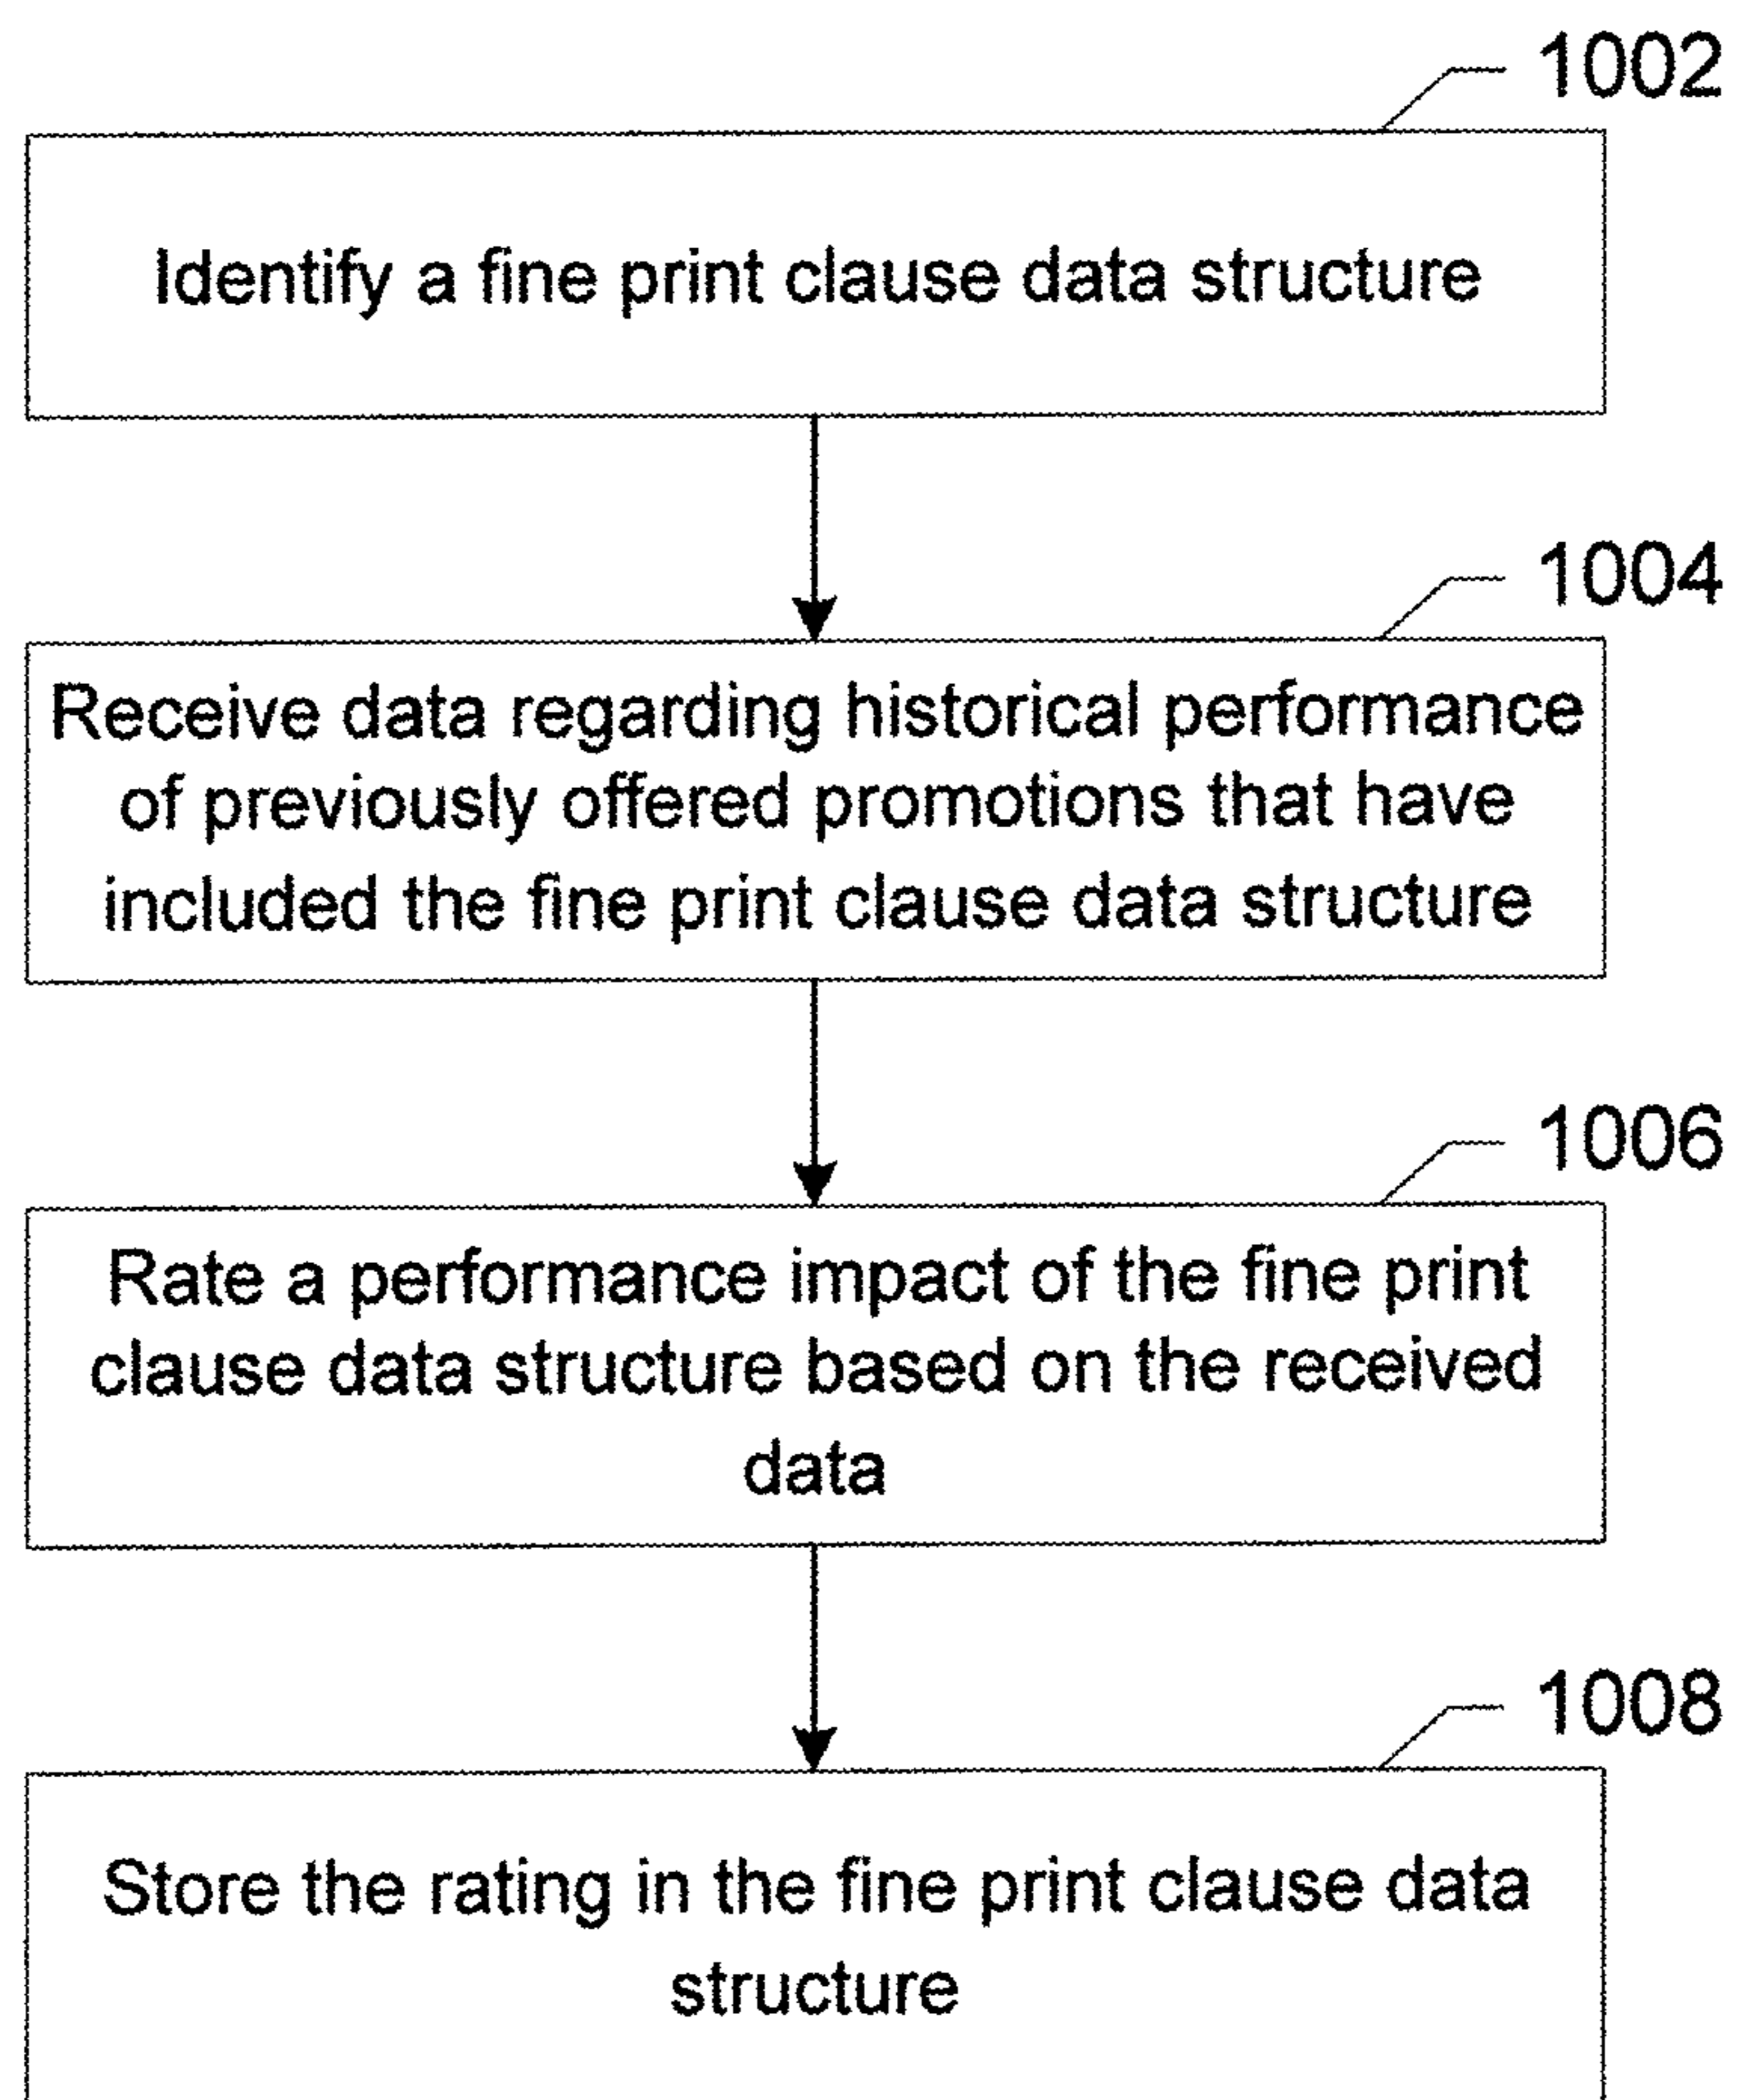 1002
Identify a fine print clause data structure
1004
Receive data regarding historical performance
of previously offered promotions that have
included the fine print clause data structure
1006
Rate a performance impact of the fine print
clause data structure based on the received
data
1008
Store the rating in the fine print clause data
structure